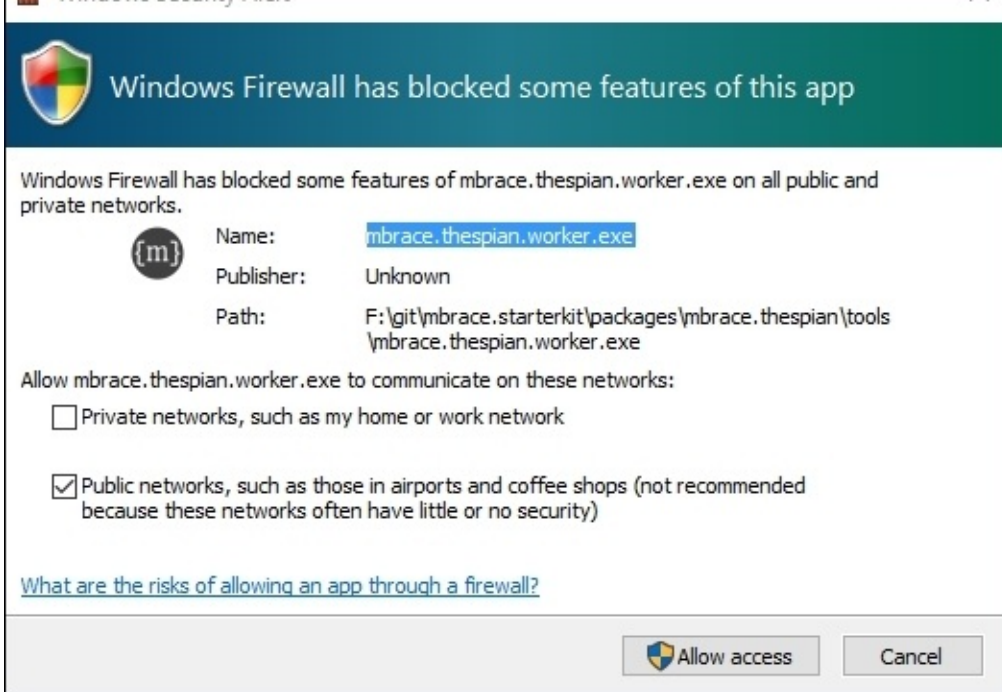 Windows Security Alert
Windows Firewall has blocked some features of this app
Windows Firewall has blocked some features of mbrace.thespian.worker.exe on all public and
private networks.
{m}
Name: mbrace.thespian.worker.exe
Publisher: Unknown
Path: F:\git\mbrace.starterkit\packages\mbrace.thespian\tools
\mbrace.thespian.worker.exe
Allow mbrace.thespian.worker.exe to communicate on these networks:
Private networks, such as my home or work network
Public networks, such as those in airports and coffee shops (not recommended
because these networks often have little or no security)
What are the risks of allowing an app through a firewall?
Allow access Cancel